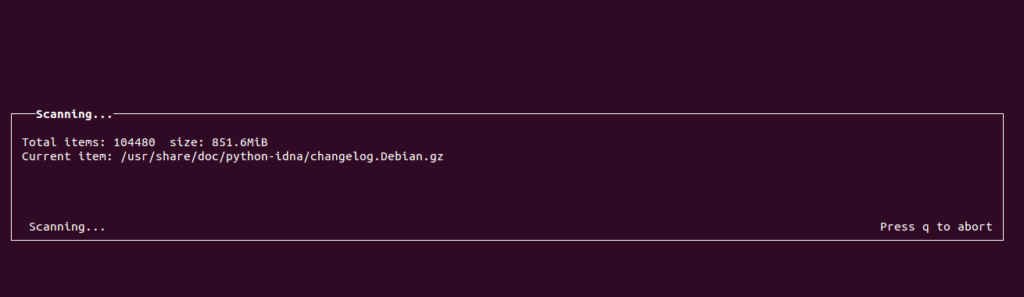 Scanning...
Total items: 104480  size: 851.6MiB
Current item: /usr/share/doc/python-idna/changelog.Debian.gz
Scanning... Press q to abort